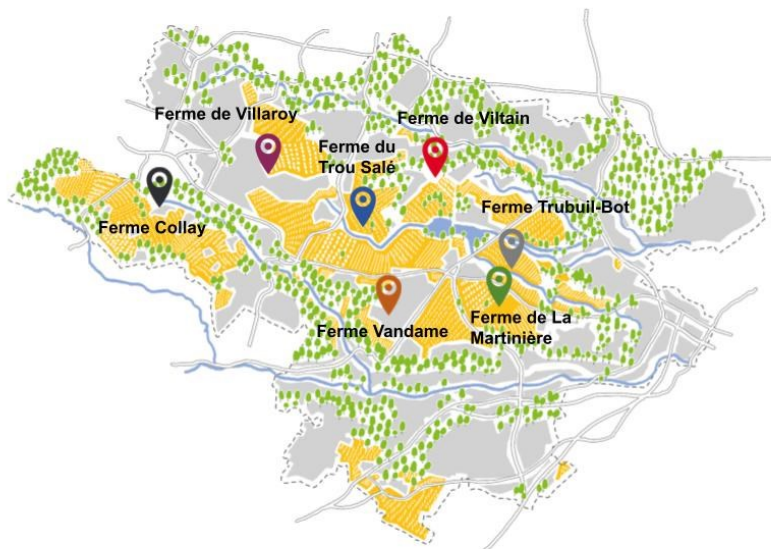 Ferme de Villaroy
Ferme de Viltain
Ferme du
Trou Salé
Ferme Trubuil-Bot
Ferme Collay
Ferme Vandame
Ferme de La
Martinière